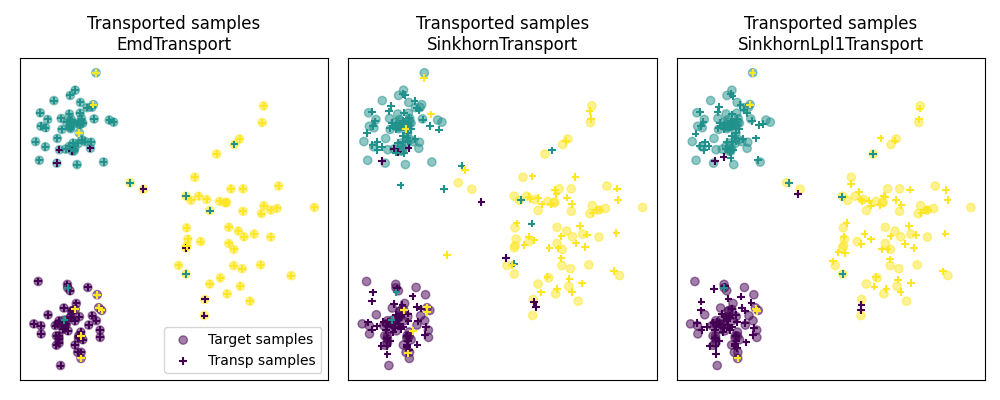 Transported samples
EmdTransport
Transported samples
SinkhornTransport
Transported samples
SinkhornLpl1Transport
Target samples
Transp samples